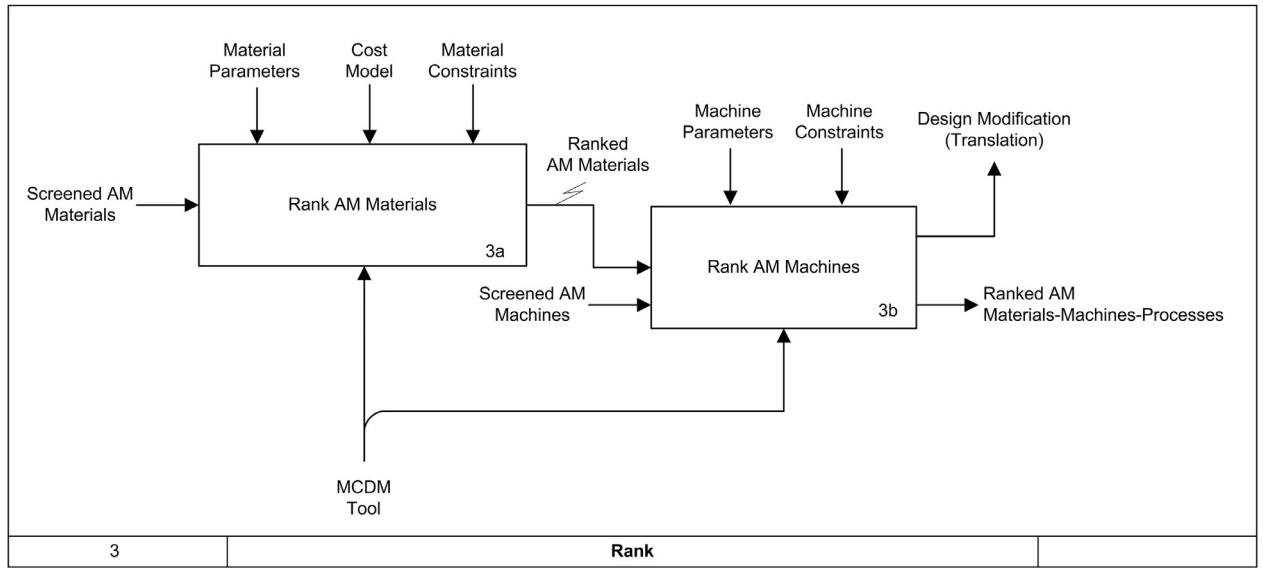 Material
Parameters
Cost
Model
Material
Constraints
Machine
Parameters
Machine
Constraints
Design Modification
(Translation)
Ranked
AM Materials
Screened AM
Materials
Rank AM Materials
3a
Rank AM Machines
3b
Screened AM
Machines
Ranked AM
Materials-Machines-Processes
MCDM
Tool
3
Rank